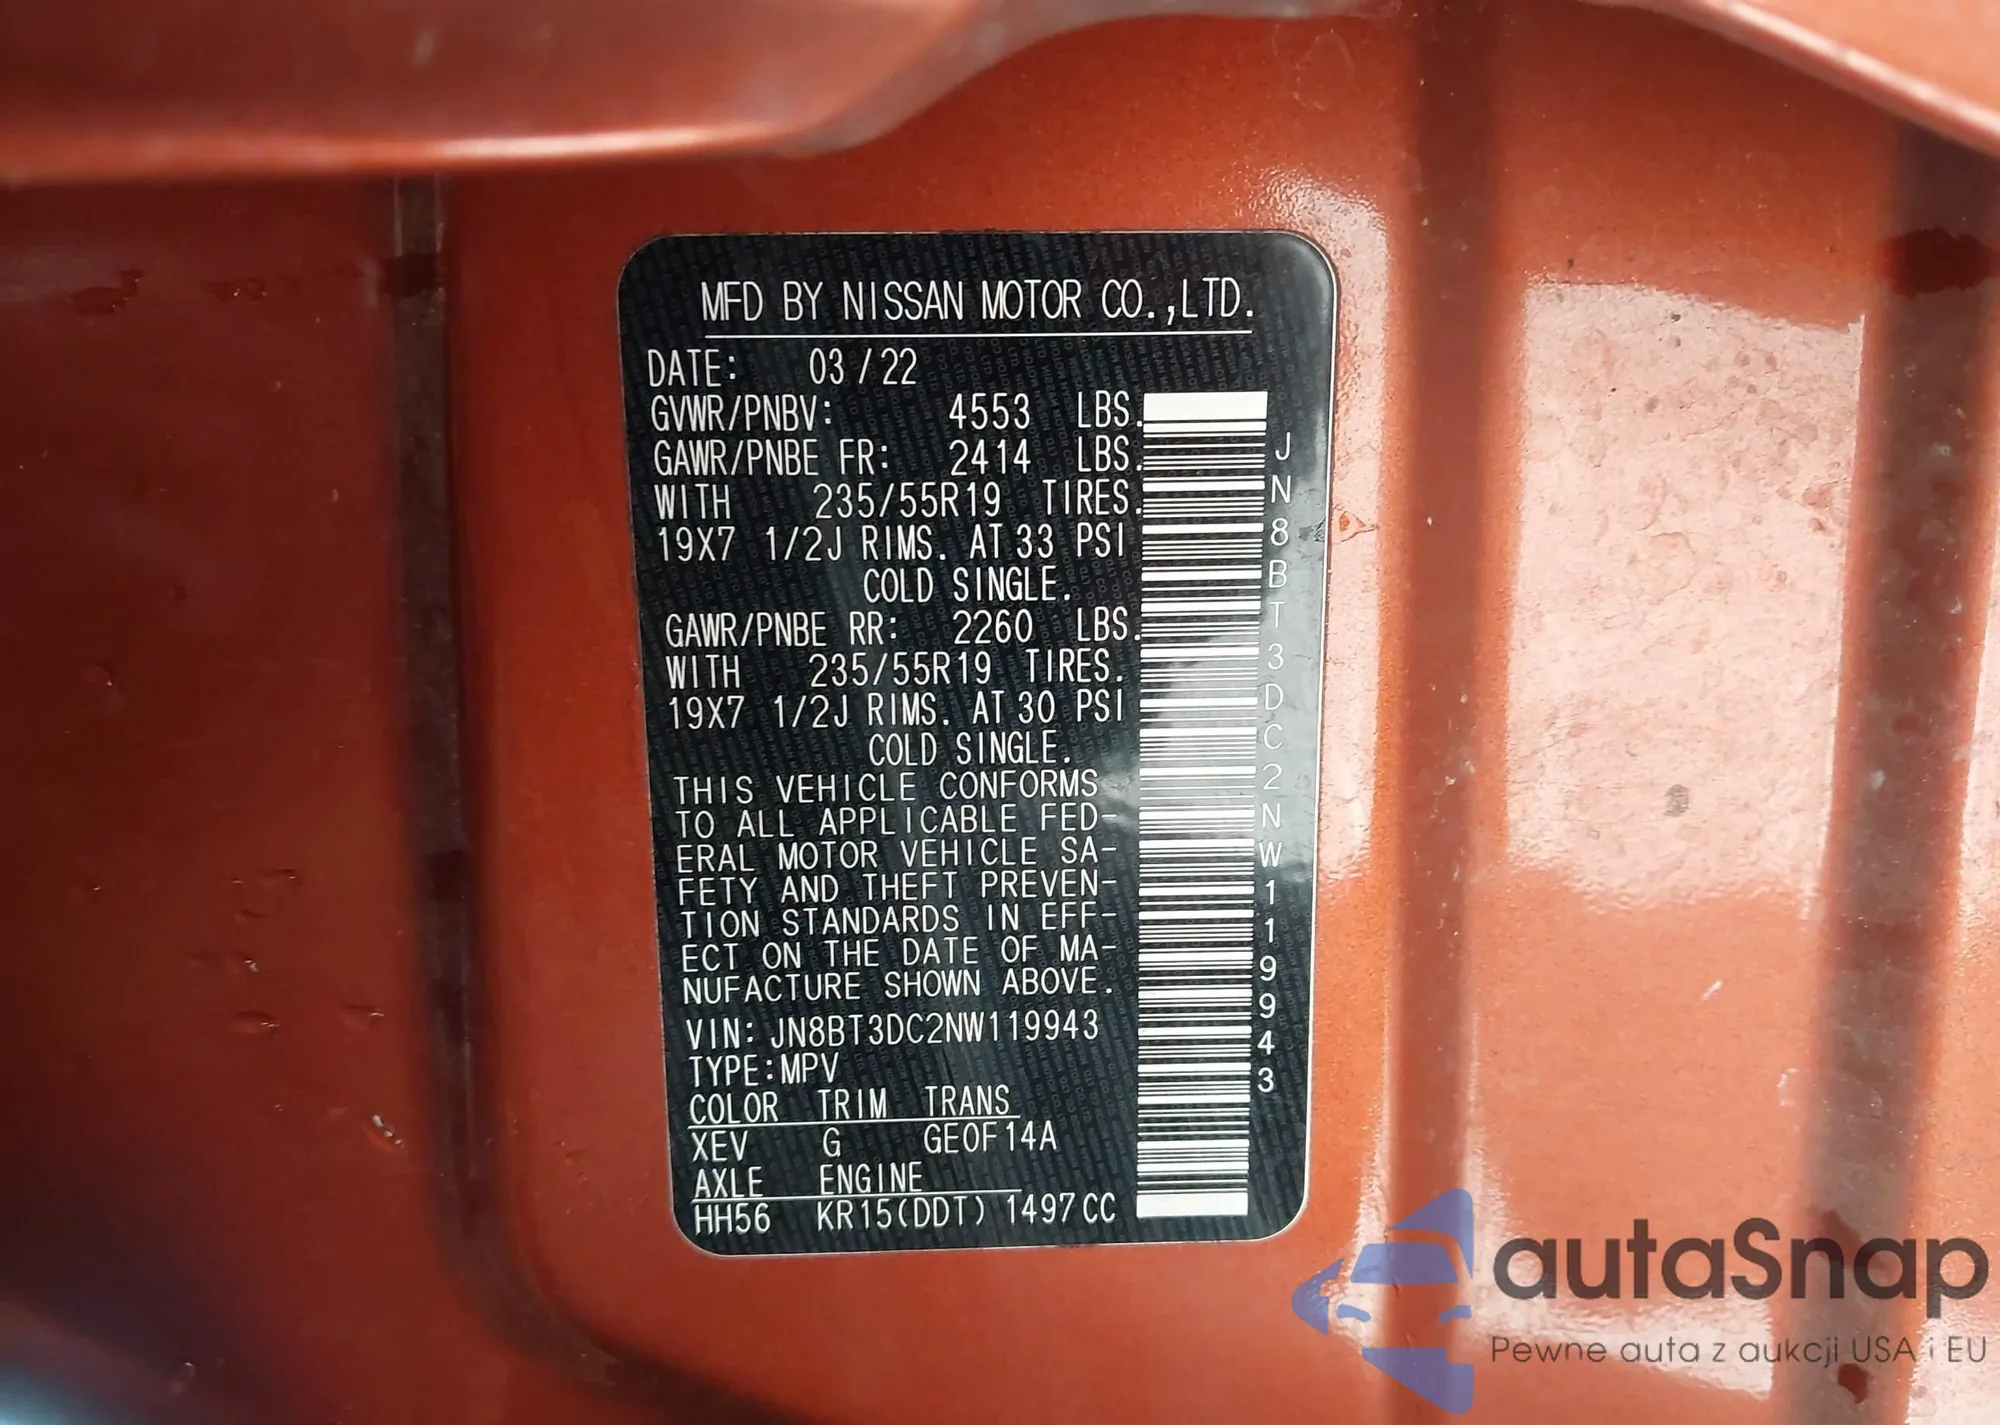 MFD BY NISSAN MOTOR CO.,LTD.
DATE: 03/22
GVWR/PNBV: 4553 LBS.
GAWR/PNBE FR: 2414 LBS.
WITH 235/55R19 TIRES.
19X7 1/2J RIMS. AT 33 PSI
COLD SINGLE.
GAWR/PNBE RR: 2260 LBS.
WITH 235/55R19 TIRES.
19X7 1/2J RIMS. AT 30 PSI
COLD SINGLE.
THIS VEHICLE CONFORMS
TO ALL APPLICABLE FED-
ERAL MOTOR VEHICLE SA-
FETY AND THEFT PREVEN-
TION STANDARDS IN EFF-
ECT ON THE DATE OF MA-
NUFACTURE SHOWN ABOVE.
VIN: JN8BT3DC2NW119943
TYPE:MPV
COLOR TRIM TRANS
XEV G GEOF14A
AXLE ENGINE
HH56 KR15(DDT) 1497CC
JN8BT3DC2NW119943
autaSnap
Pewne auta z aukcji USA i EU